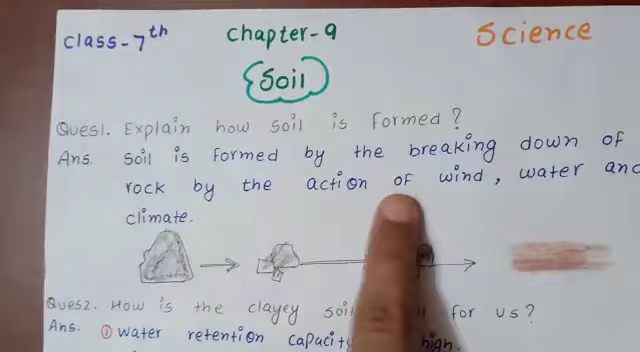 class-7th Chapter-9 Science
Soil
Ques1. Explain how soil is formed?
Ans. Soil is formed by the breaking down of
rock by the action of wind, water and
climate.
Ques2. How is the clayey soil for us?
Ans. ① water retention capacity high.